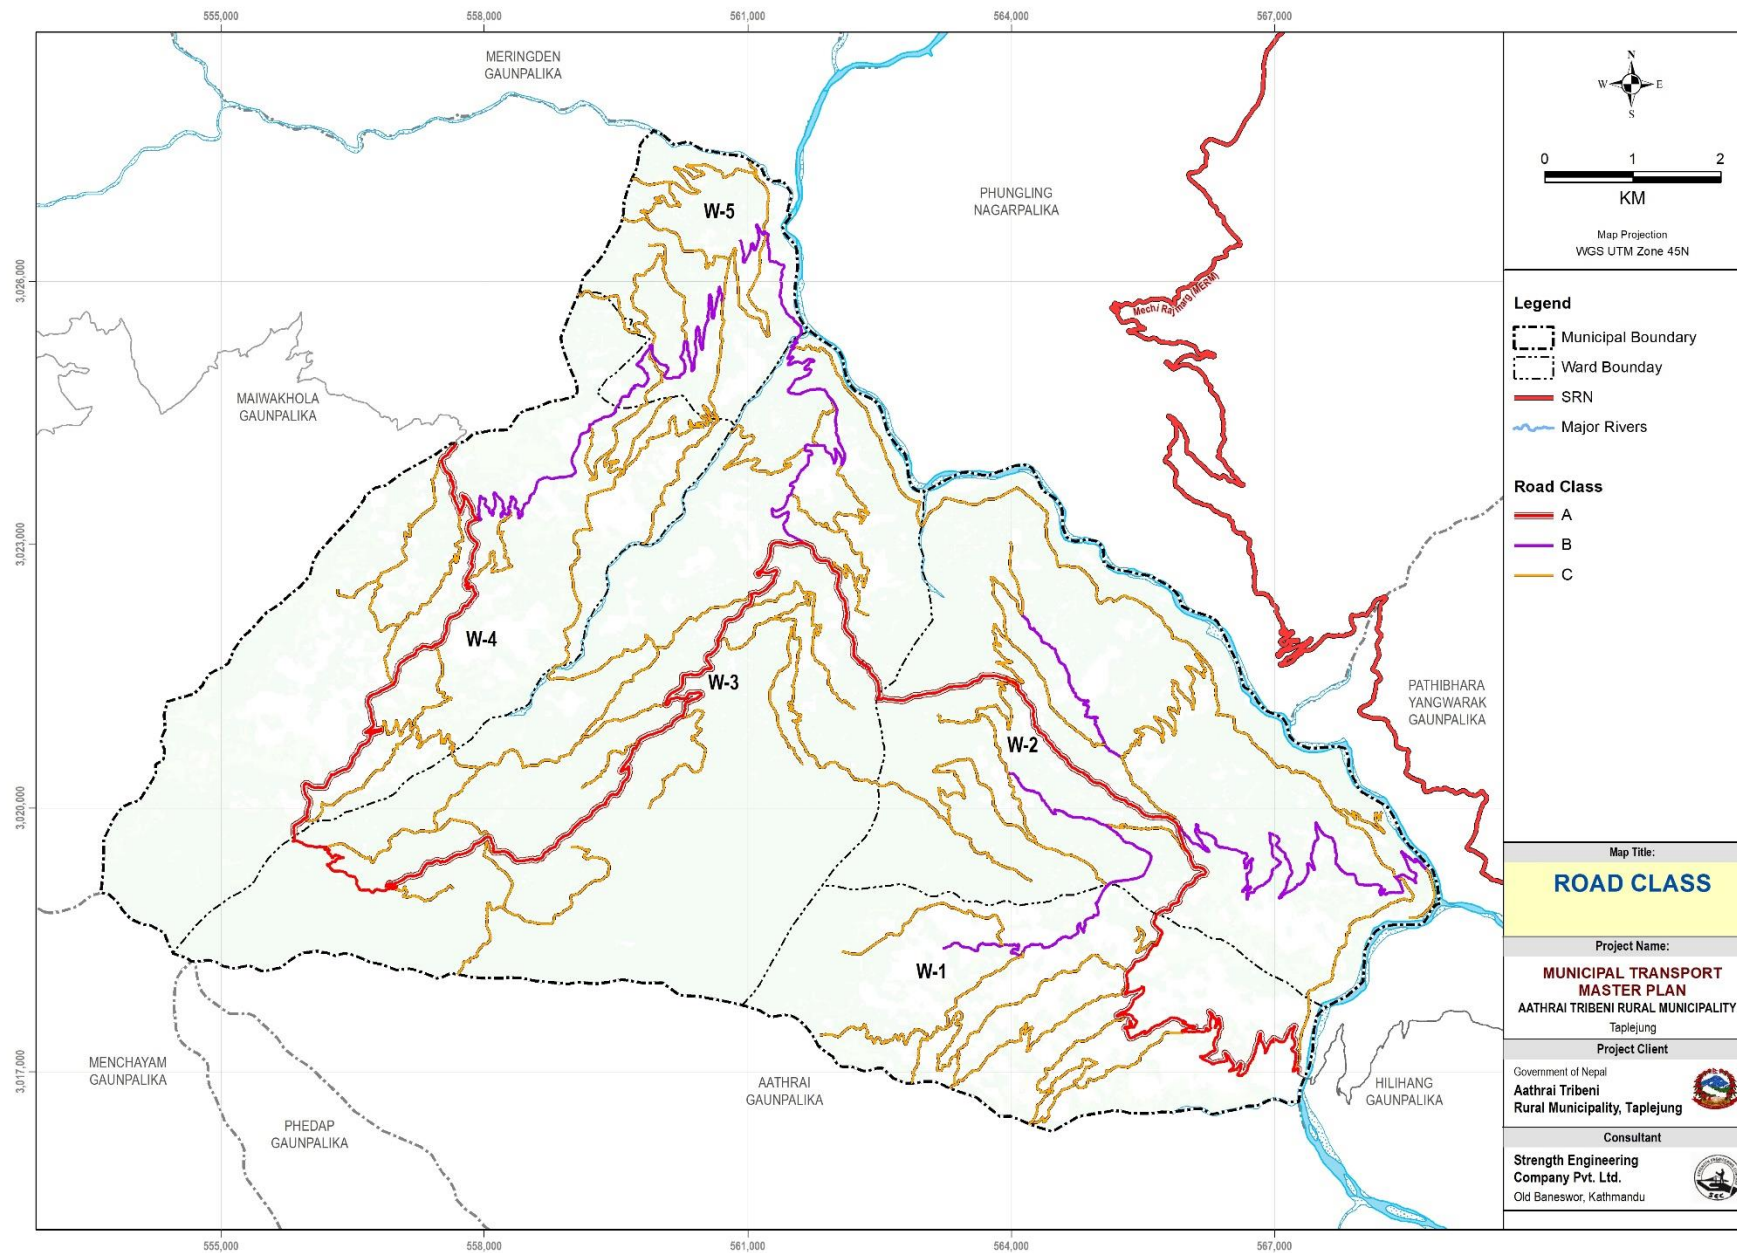 555,000
558,000
561,000
564,000
567,000
3,026,000
3,023,000
3,020,000
3,017,000
MERINGDEN
GAUNPALIKA
PHUNGLING
NAGARPALIKA
W-5
Mechi Rajmarg (MERM)
MAIWAKHOLA
GAUNPALIKA
W-4
W-3
W-2
PATHIBHARA
YANGWARAK
GAUNPALIKA
W-1
MENCHAYAM
GAUNPALIKA
AATHRAI
GAUNPALIKA
HILIHANG
GAUNPALIKA
PHEDAP
GAUNPALIKA
555,000
558,000
561,000
564,000
567,000
N
W E
S
0 1 2
KM
Map Projection
WGS UTM Zone 45N
Legend
Municipal Boundary
Ward Bounday
SRN
Major Rivers
Road Class
A
B
C
Map Title:
ROAD CLASS
Project Name:
MUNICIPAL TRANSPORT
MASTER PLAN
AATHRAI TRIBENI RURAL MUNICIPALITY
Taplejung
Project Client
Government of Nepal
Aathrai Tribeni
Rural Municipality, Taplejung
Consultant
Strength Engineering
Company Pvt. Ltd.
Old Baneswor, Kathmandu
SEC